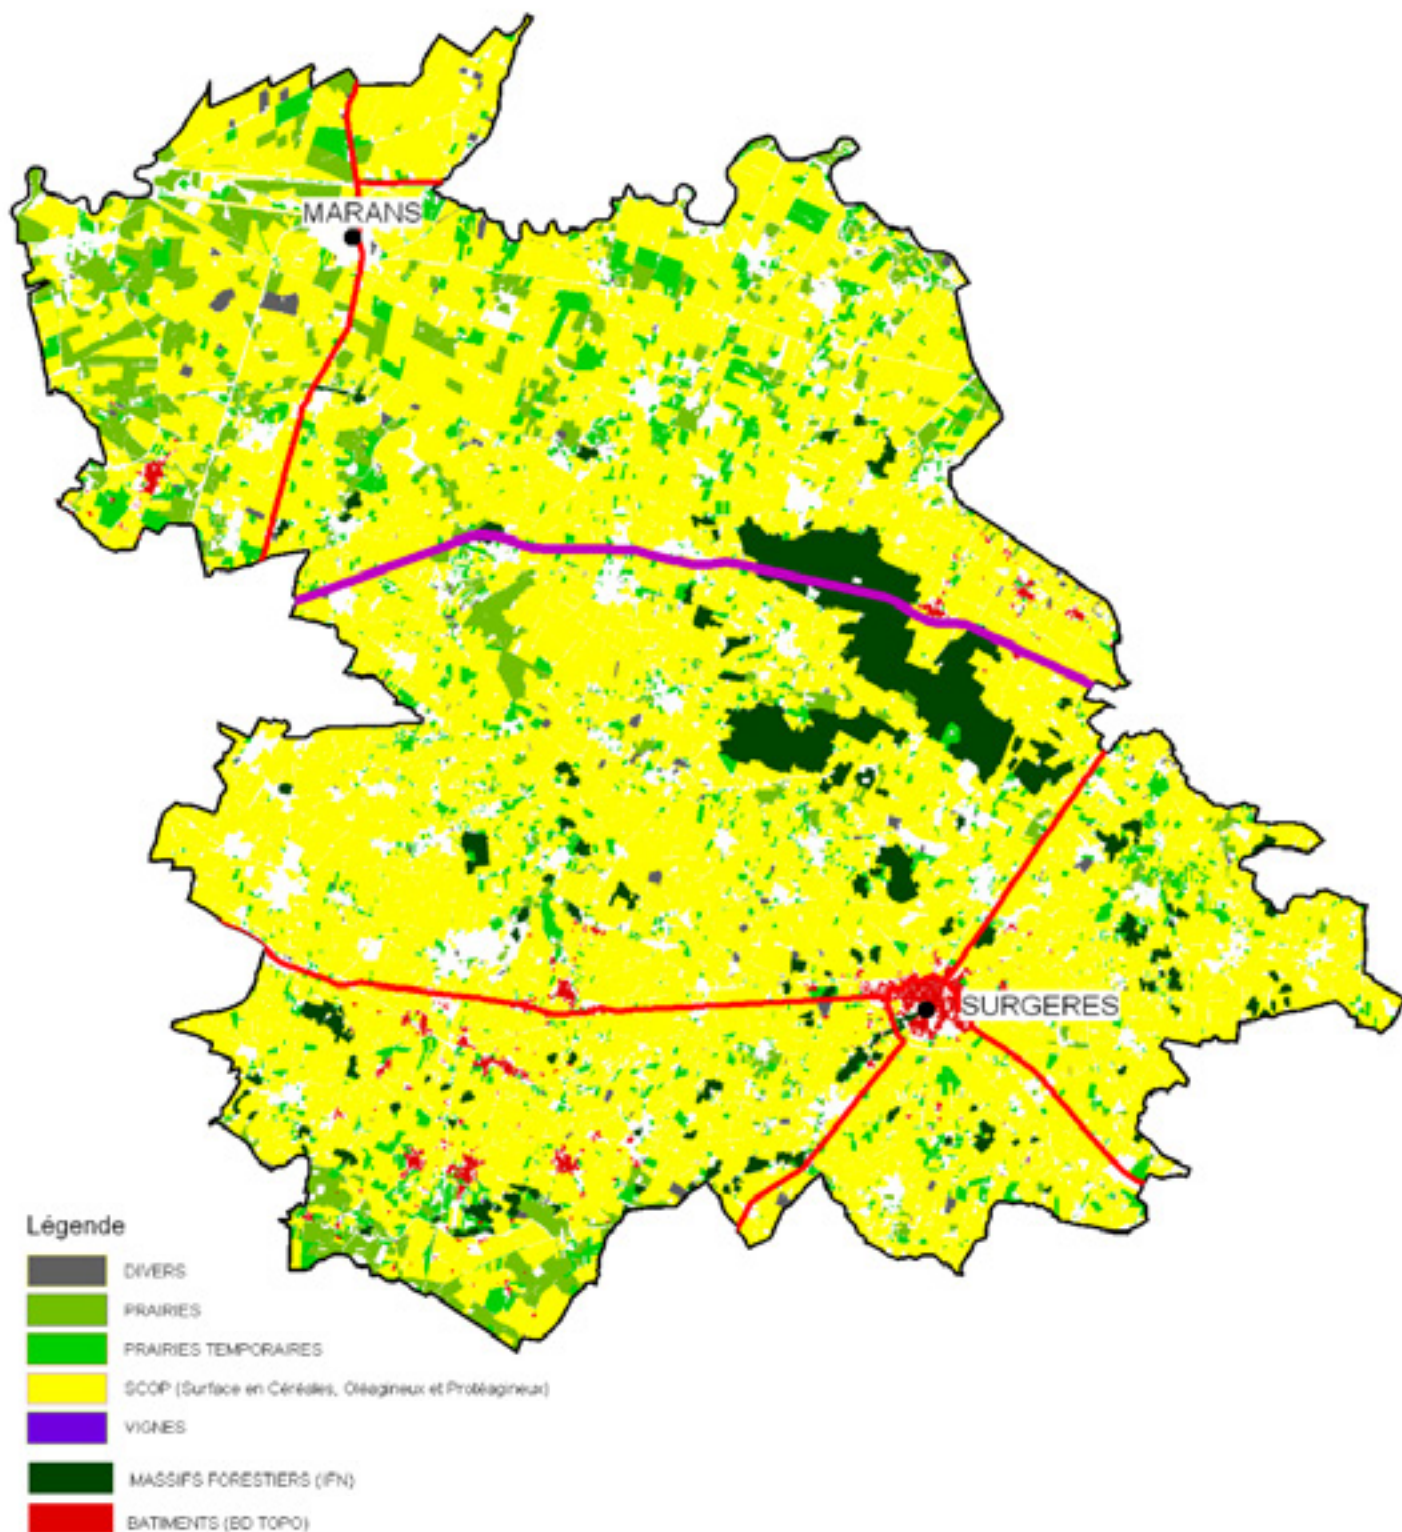 MARANS
SURGERES
Légende
DIVERS
PRAIRIES
PRAIRIES TEMPORAIRES
SCOP (Surface en Céréales, Oléagineux et Protéagineux)
VIGNES
MASSIFS FORESTIERS (IFN)
BATIMENTS (BD TOPO)